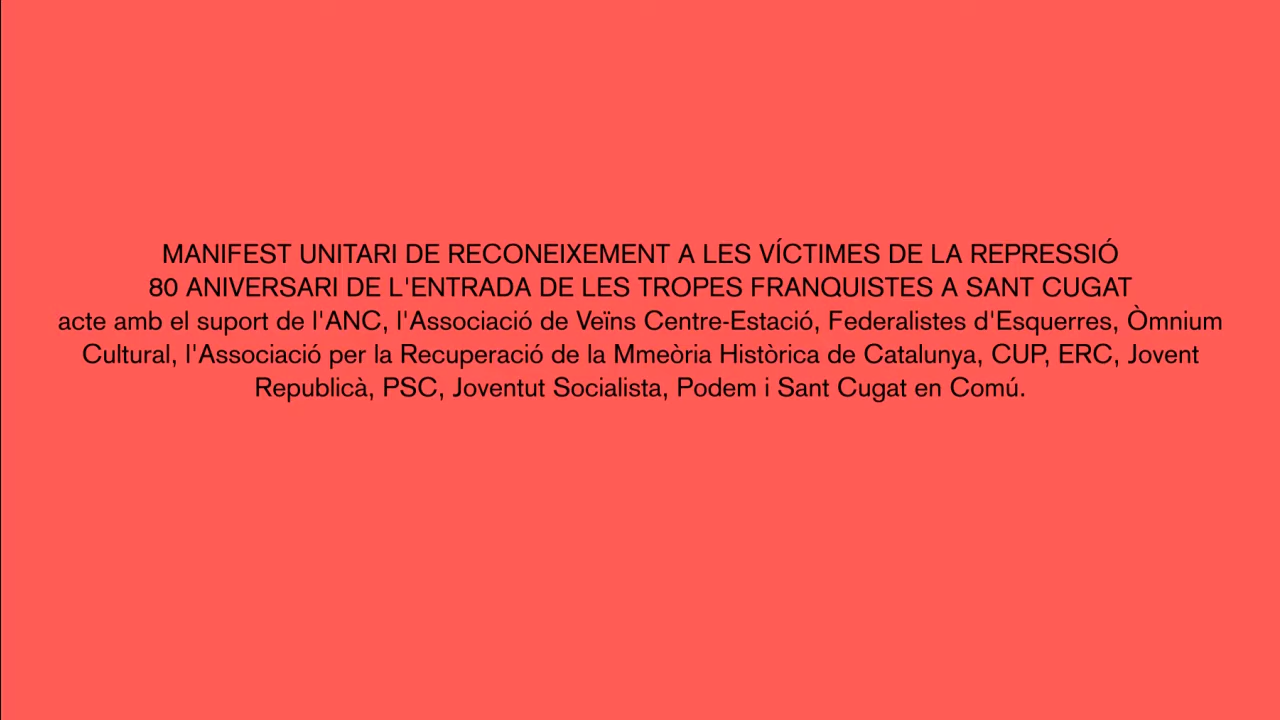 MANIFEST UNITARI DE RECONEIXEMENT A LES VÍCTIMES DE LA REPRESSIÓ
80 ANIVERSARI DE L'ENTRADA DE LES TROPES FRANQUISTES A SANT CUGAT
acte amb el suport de l'ANC, l'Associació de Veïns Centre-Estació, Federalistes d'Esquerres, Òmnium
Cultural, l'Associació per la Recuperació de la Mmeòria Històrica de Catalunya, CUP, ERC, Jovent
Republicà, PSC, Joventut Socialista, Podem i Sant Cugat en Comú.